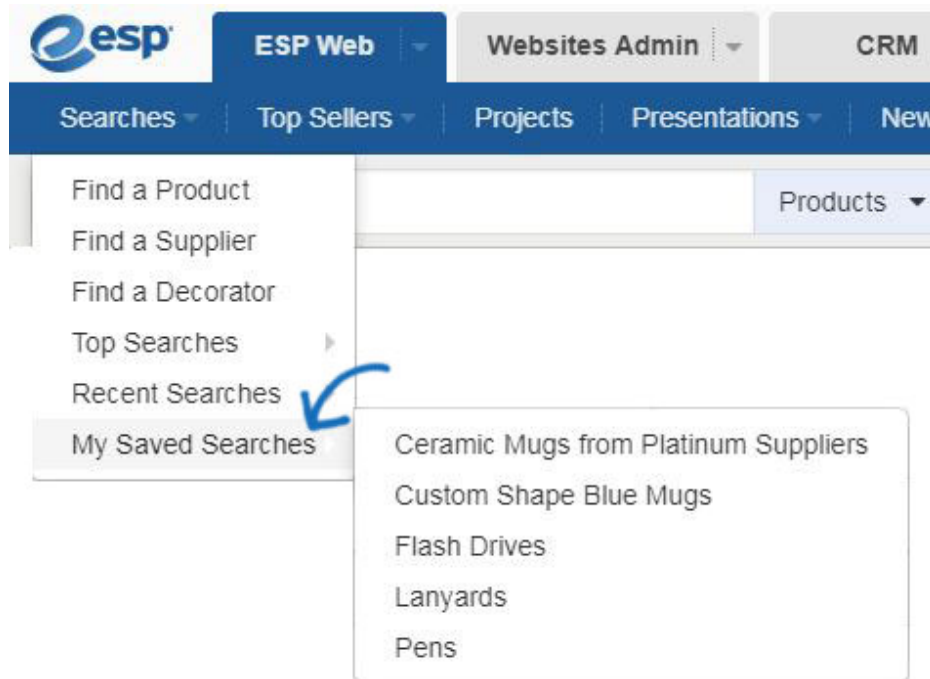 esp
ESP Web
Websites Admin
CRM
Searches
Top Sellers
Projects
Presentations
New
Products
Find a Product
Find a Supplier
Find a Decorator
Top Searches
Recent Searches
My Saved Searches
Ceramic Mugs from Platinum Suppliers
Custom Shape Blue Mugs
Flash Drives
Lanyards
Pens